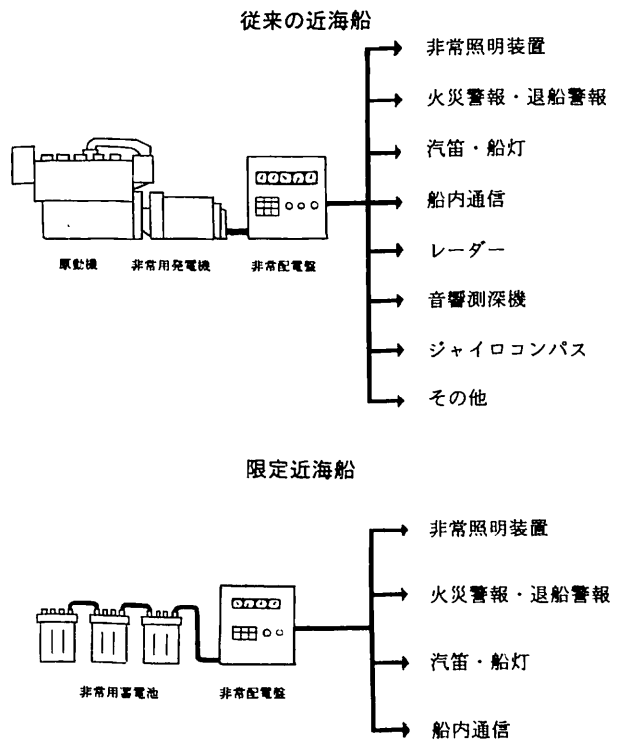 従来の近海船
非常照明装置
火災警報・退船警報
汽笛・船灯
船内通信
レーダー
音響測深機
ジャイロコンパス
その他
原動機
非常用発電機
非常配電盤
限定近海船
非常照明装置
火災警報・退船警報
汽笛・船灯
船内通信
非常用蓄電池
非常配電盤